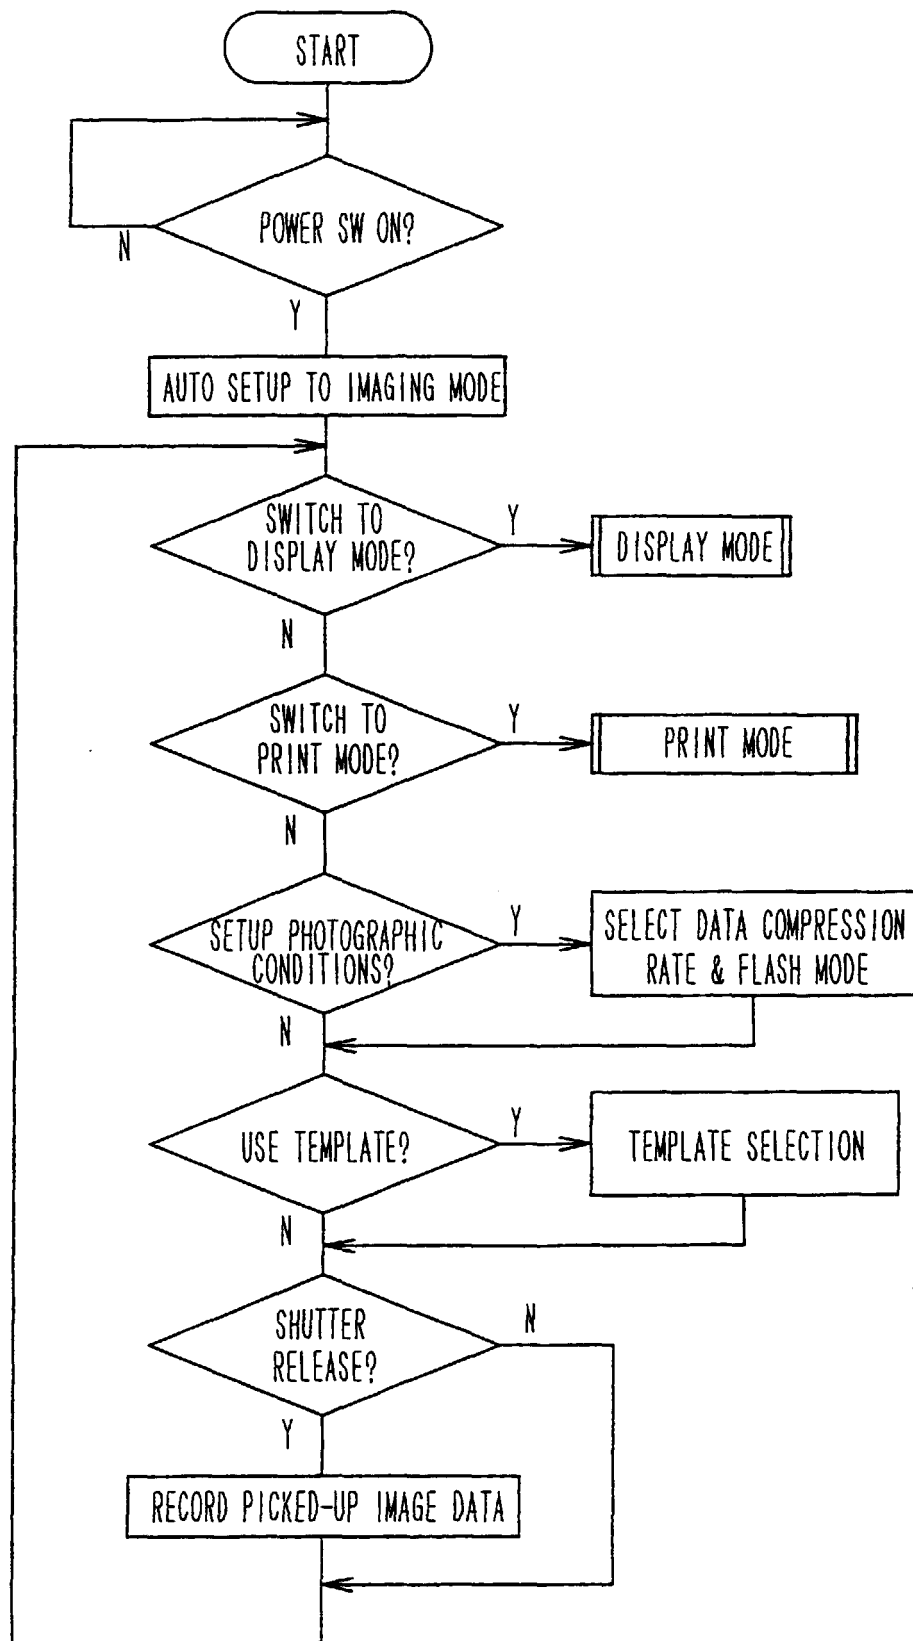 START
POWER SW ON?
N
Y
AUTO SETUP TO IMAGING MODE
SWITCH TO
DISPLAY MODE?
Y
DISPLAY MODE
N
SWITCH TO
PRINT MODE?
Y
PRINT MODE
N
SETUP PHOTOGRAPHIC
CONDITIONS?
Y
SELECT DATA COMPRESSION
RATE & FLASH MODE
N
USE TEMPLATE?
Y
TEMPLATE SELECTION
N
SHUTTER
RELEASE?
N
Y
RECORD PICKED-UP IMAGE DATA